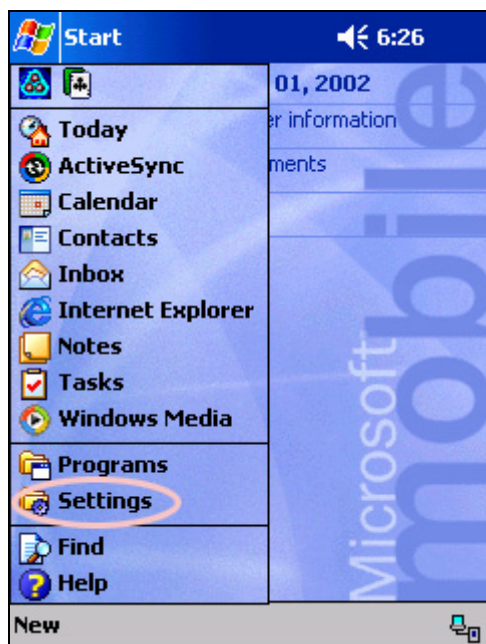 Start 6:26
01, 2002
er information
ments
Today
ActiveSync
Calendar
Contacts
Inbox
Internet Explorer
Notes
Tasks
Windows Media
Programs
Settings
Find
Help
Microsoft
mobile
New